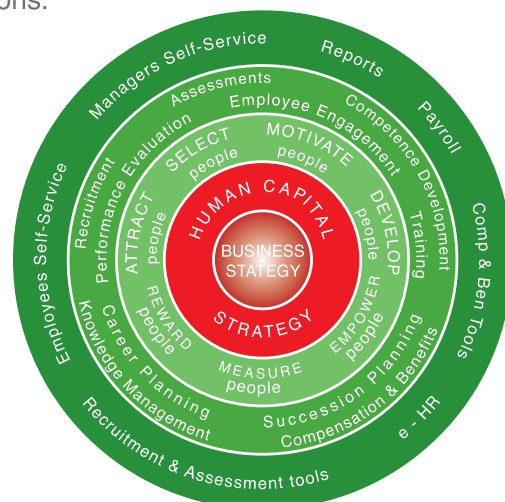 ons.
Managers Self-Service
Reports
Payroll
Comp & Ben Tools
e - HR
Recruitment & Assessment tools
Employees Self-Service
Assessments
Employee Engagement
Competence Development
Training
Succession Planning
Compensation & Benefits
Career Planning
Knowledge Management
Recruitment
Performance Evaluation
SELECT
people
MOTIVATE
people
DEVELOP
people
EMPOWER
people
MEASURE
people
REWARD
people
ATTRACT
people
HUMAN CAPITAL
STRATEGY
BUSINESS
STATEGY